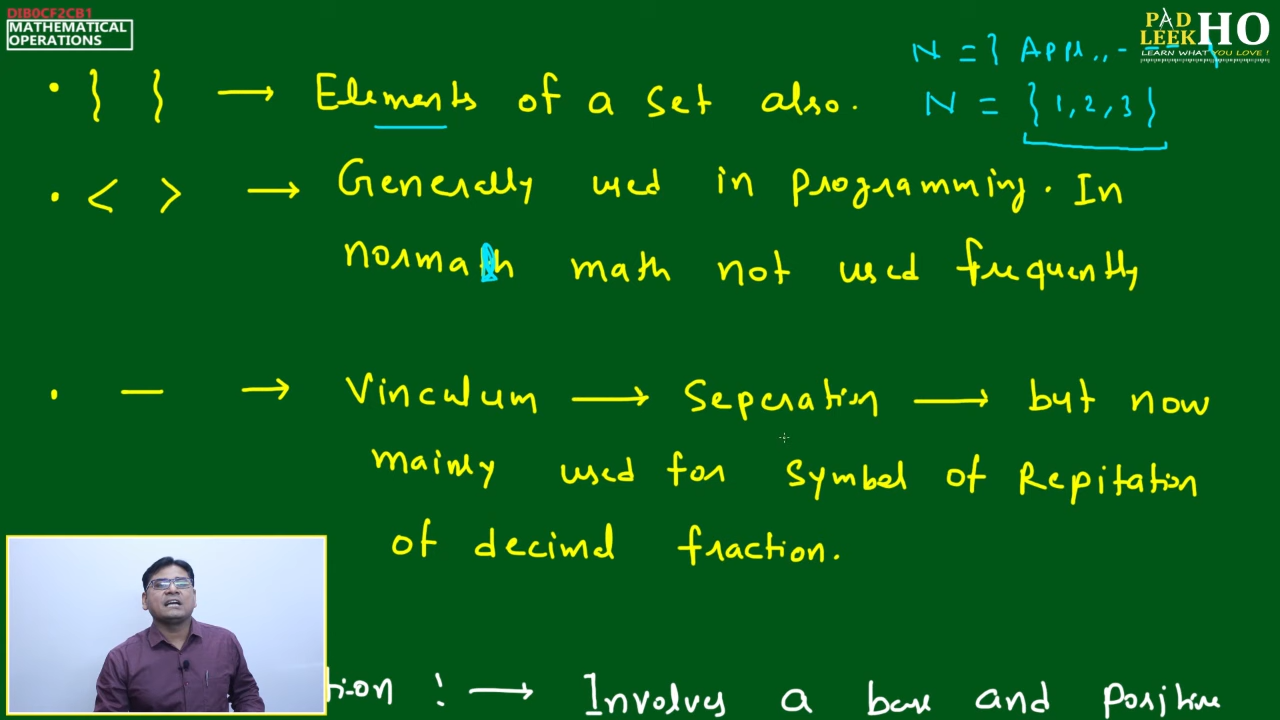 DIB0CF2CB1
MATHEMATICAL
OPERATIONS
PAD
LEEKHO
LEARN WHAT YOU LOVE !
N = {
N = { 1, 2, 3 }
• { } → Elements of a set also.
• < > → Generally used in programming. In
math not used frequently
• — → Vinculum → Seperation → but now
mainly used for symbol of Repitation
of decimal fraction.
tion : → Involves a base and positive